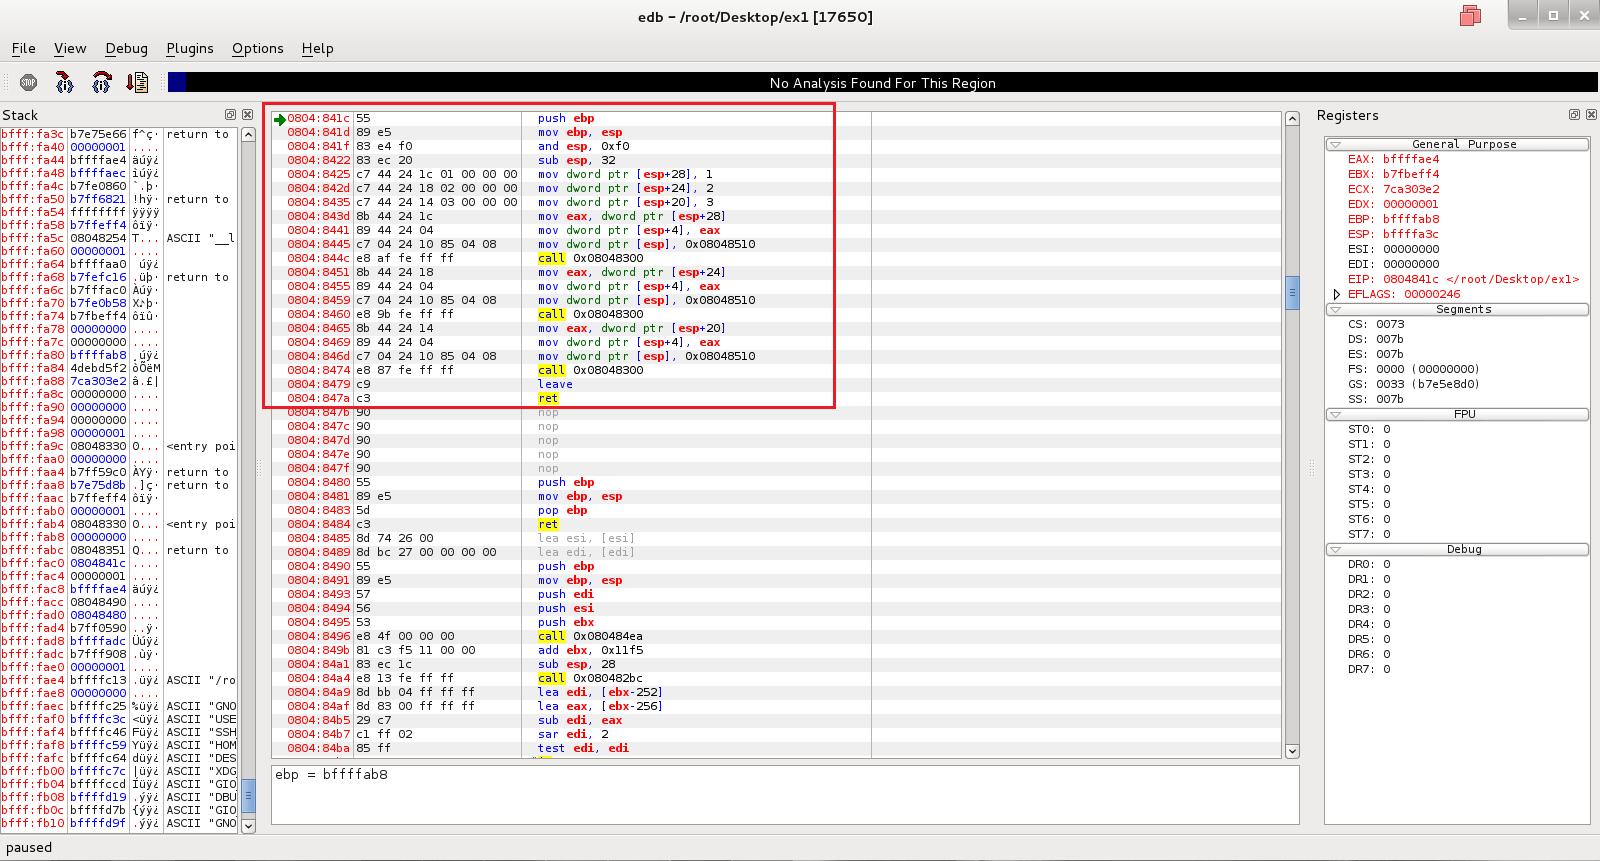 edb - /root/Desktop/ex1 [17650]
File View Debug Plugins Options Help
STOP
No Analysis Found For This Region
Stack
bfff:fa3c b7e75e66 f^ç· return to
bfff:fa40 00000001 ....
bfff:fa44 bffffae4 äúÿ¿
bfff:fa48 bffffaec ìúÿ¿
bfff:fa4c b7fe0860 `.þ·
bfff:fa50 b7ff6821 !hÿ· return to
bfff:fa54 ffffffff ÿÿÿÿ
bfff:fa58 b7ffeff4 ôïÿ·
bfff:fa5c 08048254 T... ASCII "__l
bfff:fa60 00000001 ....
bfff:fa64 bffffaa0 úÿ¿
bfff:fa68 b7fefc16 .üþ· return to
bfff:fa6c b7fffac0 Àúÿ·
bfff:fa70 b7fe0b58 X♪þ·
bfff:fa74 b7fbeff4 ôïû·
bfff:fa78 00000000 ....
bfff:fa7c 00000000 ....
bfff:fa80 bffffab8 ¸úÿ¿
bfff:fa84 4debd5f2 òÕëM
bfff:fa88 7ca303e2 â.£|
bfff:fa8c 00000000 ....
bfff:fa90 00000000 ....
bfff:fa94 00000000 ....
bfff:fa98 00000001 ....
bfff:fa9c 08048330 0... <entry poi
bfff:faa0 00000000 ....
bfff:faa4 b7ff59c0 ÀYÿ· return to
bfff:faa8 b7e75d8b .]ç· return to
bfff:faac b7ffeff4 ôïÿ·
bfff:fab0 00000001 ....
bfff:fab4 08048330 0... <entry poi
bfff:fab8 00000000 ....
bfff:fabc 08048351 Q... return to
bfff:fac0 0804841c ....
bfff:fac4 00000001 ....
bfff:fac8 bffffae4 äúÿ¿
bfff:facc 08048490 ....
bfff:fad0 08048480 ....
bfff:fad4 b7ff0590 ..ÿ·
bfff:fad8 bffffadc Üúÿ¿
bfff:fadc b7fff908 .ùÿ·
bfff:fae0 00000001 ....
bfff:fae4 bffffc13 .üÿ¿ ASCII "/ro
bfff:fae8 00000000 ....
bfff:faec bffffc25 %üÿ¿ ASCII "GNO
bfff:faf0 bffffc3c <üÿ¿ ASCII "USE
bfff:faf4 bffffc46 Füÿ¿ ASCII "SSH
bfff:faf8 bffffc59 Yüÿ¿ ASCII "HOM
bfff:fafc bffffc64 düÿ¿ ASCII "DES
bfff:fb00 bffffc7c |üÿ¿ ASCII "XDG
bfff:fb04 bffffccd Íüÿ¿ ASCII "GIO
bfff:fb08 bffffd19 .ýÿ¿ ASCII "DBU
bfff:fb0c bffffd7b {ýÿ¿ ASCII "GIO
bfff:fb10 bffffd9f .ýÿ¿ ASCII "GNO
0804:841c 55 push ebp
0804:841d 89 e5 mov ebp, esp
0804:841f 83 e4 f0 and esp, 0xf0
0804:8422 83 ec 20 sub esp, 32
0804:8425 c7 44 24 1c 01 00 00 00 mov dword ptr [esp+28], 1
0804:842d c7 44 24 18 02 00 00 00 mov dword ptr [esp+24], 2
0804:8435 c7 44 24 14 03 00 00 00 mov dword ptr [esp+20], 3
0804:843d 8b 44 24 1c mov eax, dword ptr [esp+28]
0804:8441 89 44 24 04 mov dword ptr [esp+4], eax
0804:8445 c7 04 24 10 85 04 08 mov dword ptr [esp], 0x08048510
0804:844c e8 af fe ff ff call 0x08048300
0804:8451 8b 44 24 18 mov eax, dword ptr [esp+24]
0804:8455 89 44 24 04 mov dword ptr [esp+4], eax
0804:8459 c7 04 24 10 85 04 08 mov dword ptr [esp], 0x08048510
0804:8460 e8 9b fe ff ff call 0x08048300
0804:8465 8b 44 24 14 mov eax, dword ptr [esp+20]
0804:8469 89 44 24 04 mov dword ptr [esp+4], eax
0804:846d c7 04 24 10 85 04 08 mov dword ptr [esp], 0x08048510
0804:8474 e8 87 fe ff ff call 0x08048300
0804:8479 c9 leave
0804:847a c3 ret
0804:847b 90 nop
0804:847c 90 nop
0804:847d 90 nop
0804:847e 90 nop
0804:847f 90 nop
0804:8480 55 push ebp
0804:8481 89 e5 mov ebp, esp
0804:8483 5d pop ebp
0804:8484 c3 ret
0804:8485 8d 74 26 00 lea esi, [esi]
0804:8489 8d bc 27 00 00 00 00 lea edi, [edi]
0804:8490 55 push ebp
0804:8491 89 e5 mov ebp, esp
0804:8493 57 push edi
0804:8494 56 push esi
0804:8495 53 push ebx
0804:8496 e8 4f 00 00 00 call 0x080484ea
0804:849b 81 c3 f5 11 00 00 add ebx, 0x11f5
0804:84a1 83 ec 1c sub esp, 28
0804:84a4 e8 13 fe ff ff call 0x080482bc
0804:84a9 8d bb 04 ff ff ff lea edi, [ebx-252]
0804:84af 8d 83 00 ff ff ff lea eax, [ebx-256]
0804:84b5 29 c7 sub edi, eax
0804:84b7 c1 ff 02 sar edi, 2
0804:84ba 85 ff test edi, edi
ebp = bffffab8
Registers
General Purpose
EAX: bffffae4
EBX: b7fbeff4
ECX: 7ca303e2
EDX: 00000001
EBP: bffffab8
ESP: bffffa3c
ESI: 00000000
EDI: 00000000
EIP: 0804841c </root/Desktop/ex1>
EFLAGS: 00000246
Segments
CS: 0073
DS: 007b
ES: 007b
FS: 0000 (00000000)
GS: 0033 (b7e5e8d0)
SS: 007b
FPU
ST0: 0
ST1: 0
ST2: 0
ST3: 0
ST4: 0
ST5: 0
ST6: 0
ST7: 0
Debug
DR0: 0
DR1: 0
DR2: 0
DR3: 0
DR4: 0
DR5: 0
DR6: 0
DR7: 0
paused